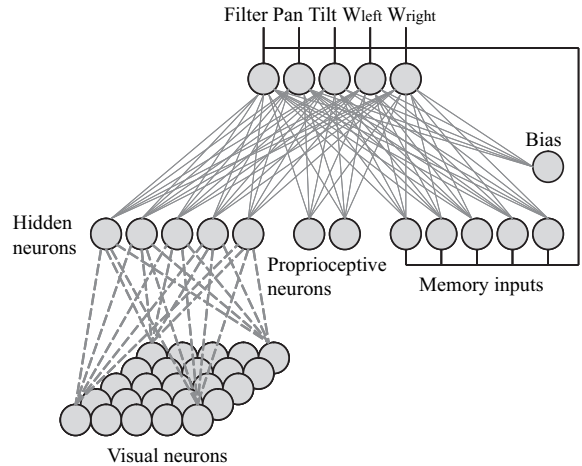 Filter Pan Tilt Wleft Wright
Bias
Hidden
neurons
Proprioceptive
neurons
Memory inputs
Visual neurons